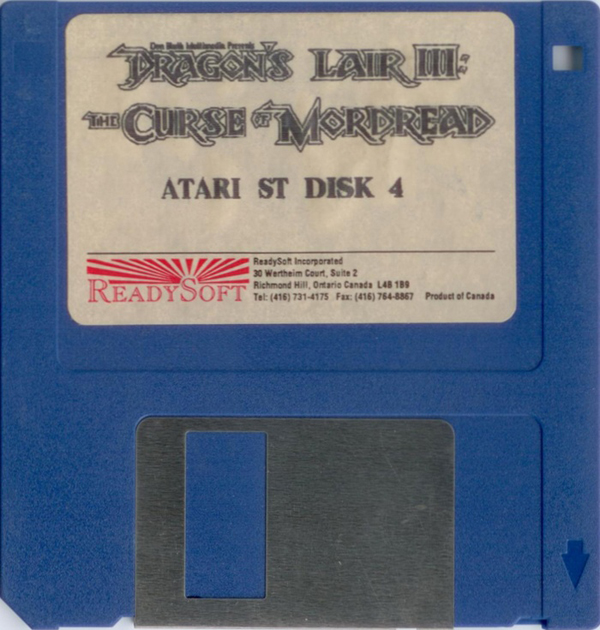 Don Bluth Multimedia Presents
DRAGON'S LAIR III:
THE CURSE OF MORDREAD
ATARI ST DISK 4
READYSOFT
ReadySoft Incorporated
30 Wertheim Court, Suite 2
Richmond Hill, Ontario Canada L4B 1B9
Tel: (416) 731-4175 Fax: (416) 764-8867 Product of Canada